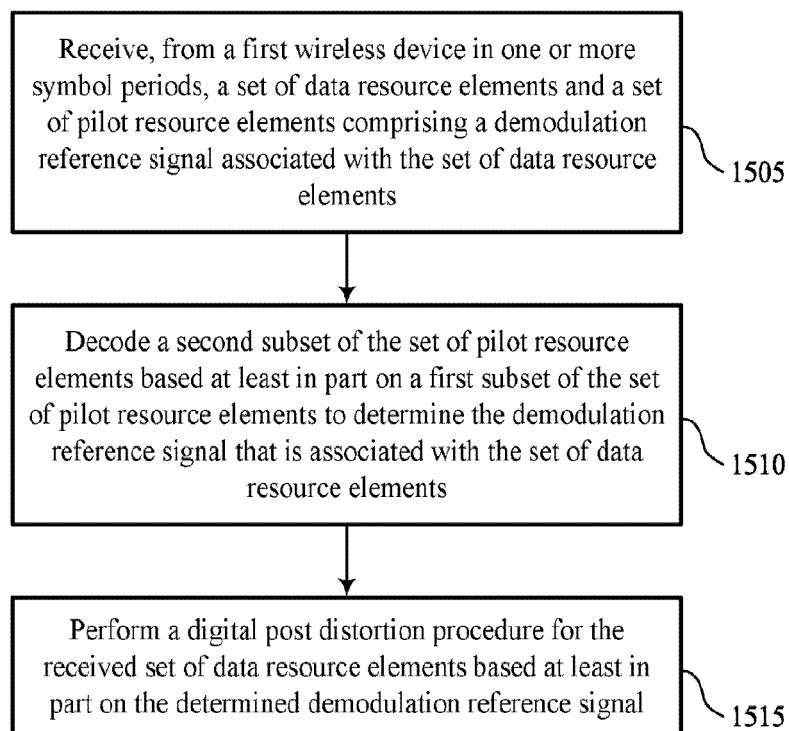 Receive, from a first wireless device in one or more
symbol periods, a set of data resource elements and a set
of pilot resource elements comprising a demodulation
reference signal associated with the set of data resource
elements
1505
Decode a second subset of the set of pilot resource
elements based at least in part on a first subset of the set
of pilot resource elements to determine the demodulation
reference signal that is associated with the set of data
resource elements
1510
Perform a digital post distortion procedure for the
received set of data resource elements based at least in
part on the determined demodulation reference signal
1515